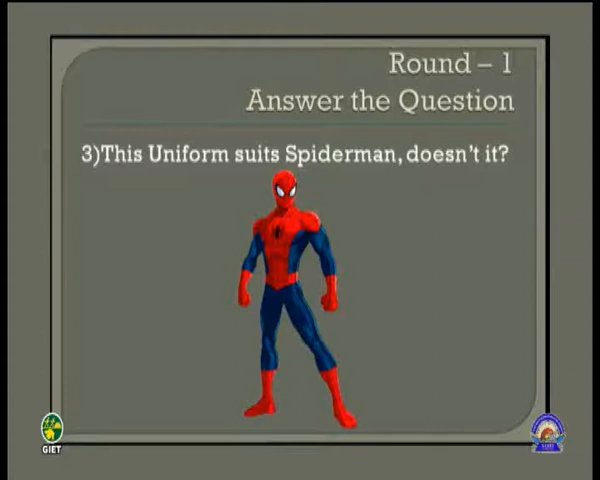 Round – 1
Answer the Question
3)This Uniform suits Spiderman, doesn't it?
GIET